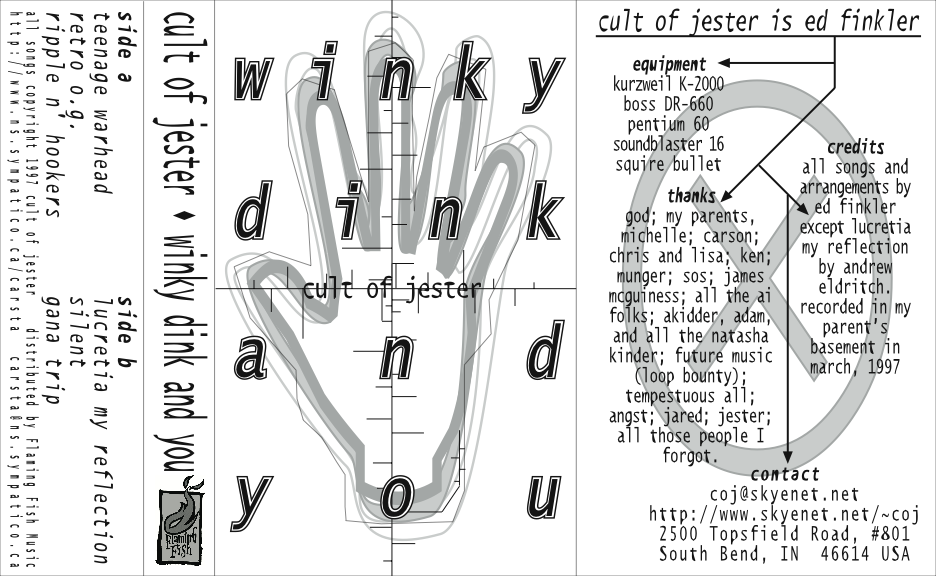 side a
teenage warhead
retro o.g.
ripple n' hookers
side b
lucretia my reflection
silent
gana trip
all songs copyright 1997 cult of jester distributed by Flaming Fish Music
http://www.ns.sympatico.ca/carsta carsta@ns.sympatico.ca
cult of jester ♦ winky dink and you
Flaming
Fish
winky
dink
cult of jester
and
you
cult of jester is ed finkler
equipment
kurzweil K-2000
boss DR-660
pentium 60
soundblaster 16
squire bullet
thanks
god; my parents,
michelle; carson;
chris and lisa; ken;
munger; sos; james
mcguiness; all the ai
folks; akidder, adam,
and all the natasha
kinder; future music
(loop bounty);
tempestuous all;
angst; jared; jester;
all those people I
forgot.
credits
all songs and
arrangements by
ed finkler
except lucretia
my reflection
by andrew
eldritch.
recorded in my
parent's
basement in
march, 1997
contact
coj@skyenet.net
http://www.skyenet.net/~coj
2500 Topsfield Road, #801
South Bend, IN 46614 USA